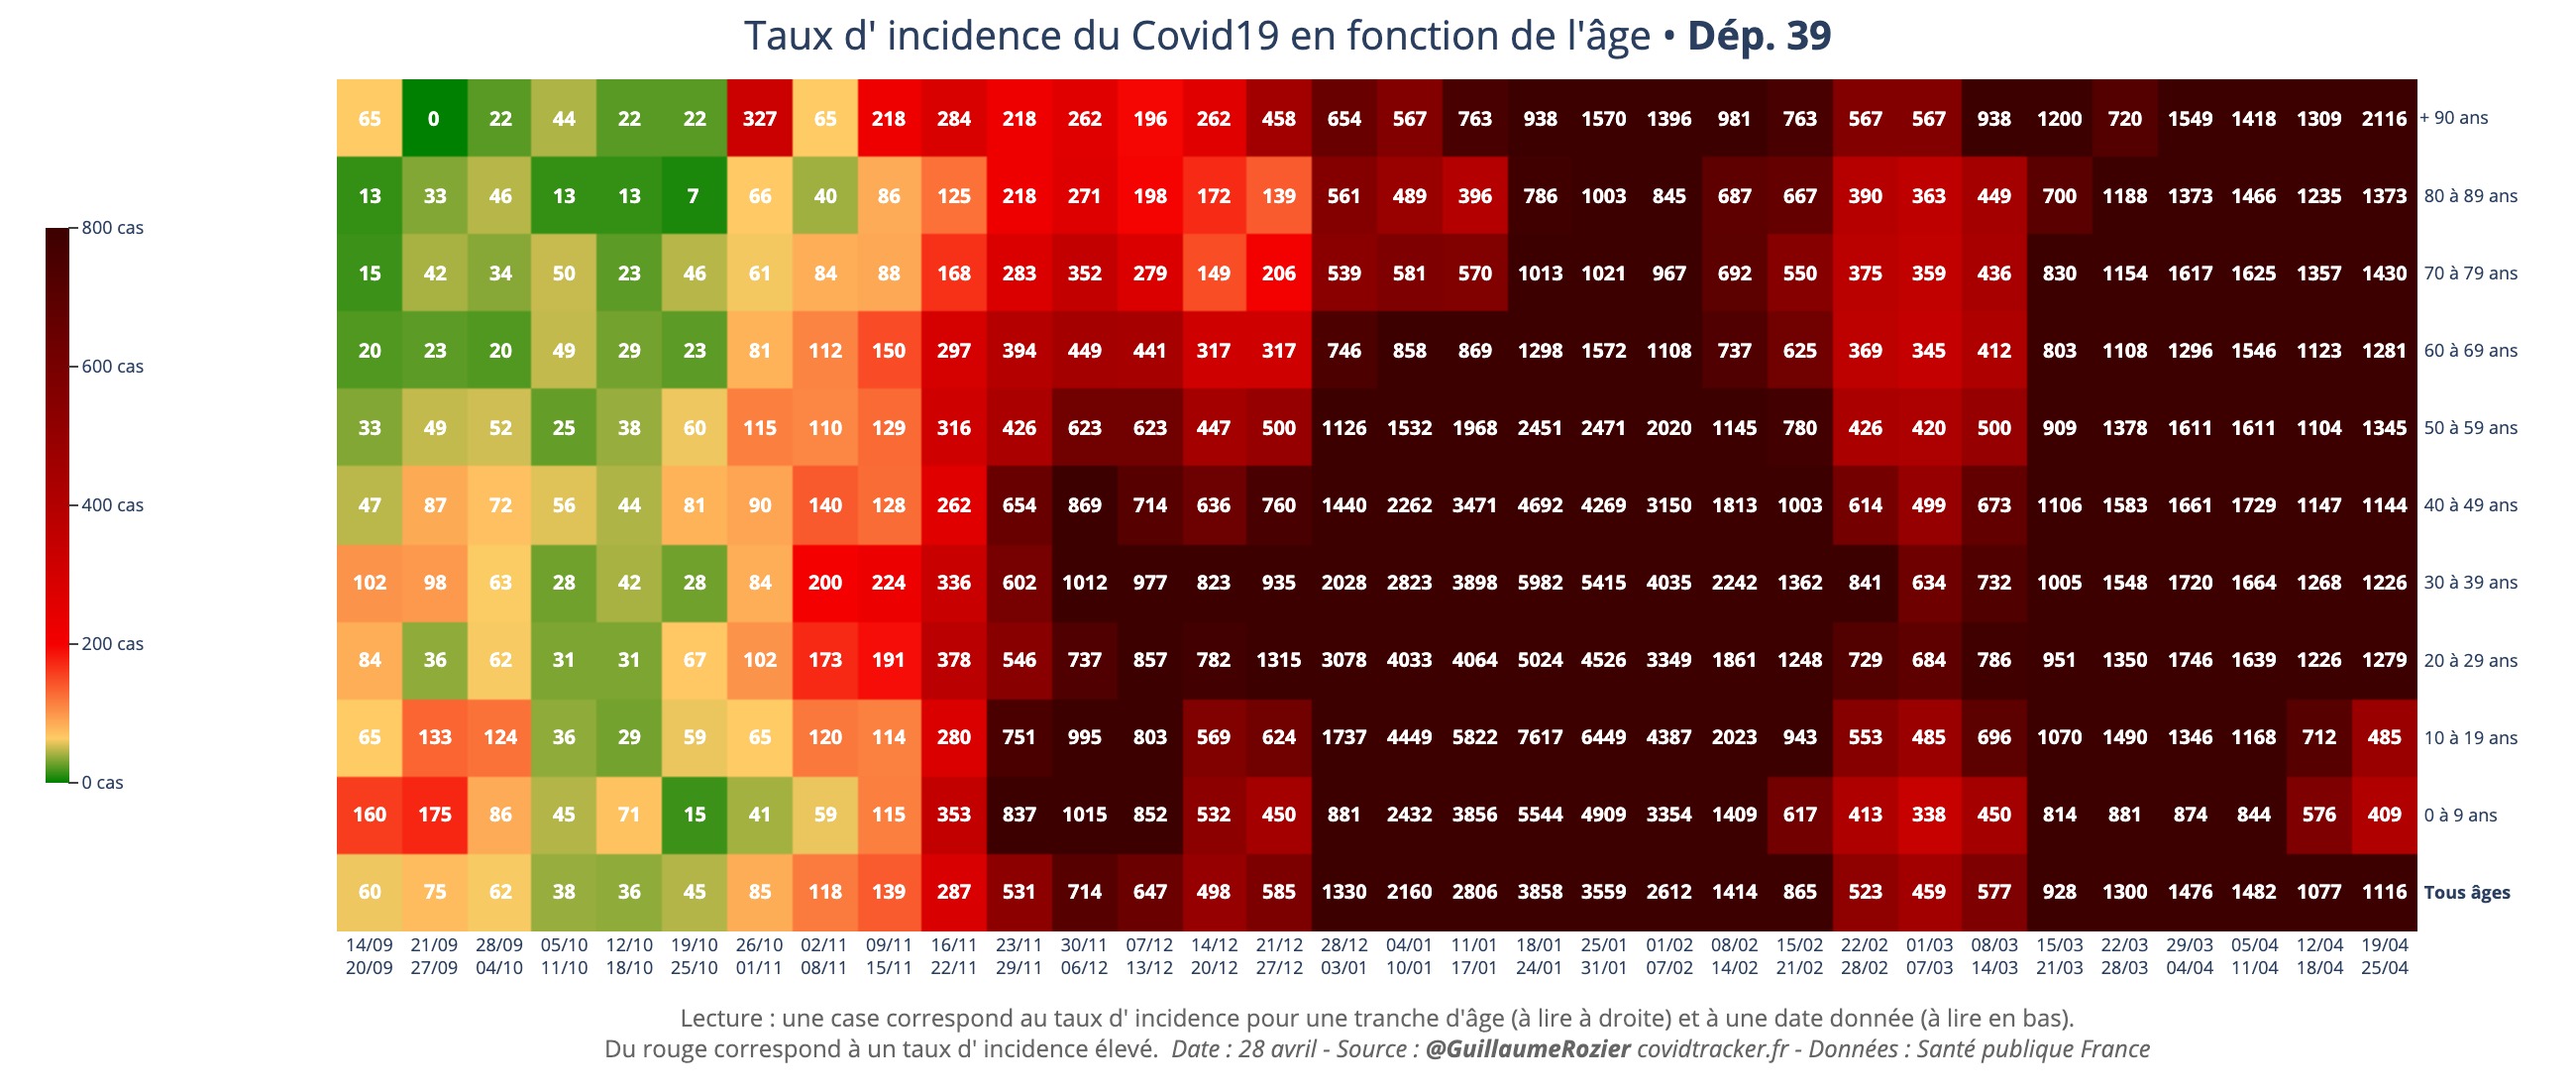 Taux d' incidence du Covid19 en fonction de l'âge • Dép. 39
65 0 22 44 22 22 327 65 218 284 218 262 196 262 458 654 567 763 938 1570 1396 981 763 567 567 938 1200 720 1549 1418 1309 2116 + 90 ans
13 33 46 13 13 7 66 40 86 125 218 271 198 172 139 561 489 396 786 1003 845 687 667 390 363 449 700 1188 1373 1466 1235 1373 80 à 89 ans
800 cas
15 42 34 50 23 46 61 84 88 168 283 352 279 149 206 539 581 570 1013 1021 967 692 550 375 359 436 830 1154 1617 1625 1357 1430 70 à 79 ans
20 23 20 49 29 23 81 112 150 297 394 449 441 317 317 746 858 869 1298 1572 1108 737 625 369 345 412 803 1108 1296 1546 1123 1281 60 à 69 ans
600 cas
33 49 52 25 38 60 115 110 129 316 426 623 623 447 500 1126 1532 1968 2451 2471 2020 1145 780 426 420 500 909 1378 1611 1611 1104 1345 50 à 59 ans
400 cas
47 87 72 56 44 81 90 140 128 262 654 869 714 636 760 1440 2262 3471 4692 4269 3150 1813 1003 614 499 673 1106 1583 1661 1729 1147 1144 40 à 49 ans
102 98 63 28 42 28 84 200 224 336 602 1012 977 823 935 2028 2823 3898 5982 5415 4035 2242 1362 841 634 732 1005 1548 1720 1664 1268 1226 30 à 39 ans
200 cas
84 36 62 31 31 67 102 173 191 378 546 737 857 782 1315 3078 4033 4064 5024 4526 3349 1861 1248 729 684 786 951 1350 1746 1639 1226 1279 20 à 29 ans
65 133 124 36 29 59 65 120 114 280 751 995 803 569 624 1737 4449 5822 7617 6449 4387 2023 943 553 485 696 1070 1490 1346 1168 712 485 10 à 19 ans
0 cas
160 175 86 45 71 15 41 59 115 353 837 1015 852 532 450 881 2432 3856 5544 4909 3354 1409 617 413 338 450 814 881 874 844 576 409 0 à 9 ans
60 75 62 38 36 45 85 118 139 287 531 714 647 498 585 1330 2160 2806 3858 3559 2612 1414 865 523 459 577 928 1300 1476 1482 1077 1116 Tous âges
14/09 21/09 28/09 05/10 12/10 19/10 26/10 02/11 09/11 16/11 23/11 30/11 07/12 14/12 21/12 28/12 04/01 11/01 18/01 25/01 01/02 08/02 15/02 22/02 01/03 08/03 15/03 22/03 29/03 05/04 12/04 19/04
20/09 27/09 04/10 11/10 18/10 25/10 01/11 08/11 15/11 22/11 29/11 06/12 13/12 20/12 27/12 03/01 10/01 17/01 24/01 31/01 07/02 14/02 21/02 28/02 07/03 14/03 21/03 28/03 04/04 11/04 18/04 25/04
Lecture : une case correspond au taux d' incidence pour une tranche d'âge (à lire à droite) et à une date donnée (à lire en bas).
Du rouge correspond à un taux d' incidence élevé. Date : 28 avril - Source : @GuillaumeRozier covidtracker.fr - Données : Santé publique France